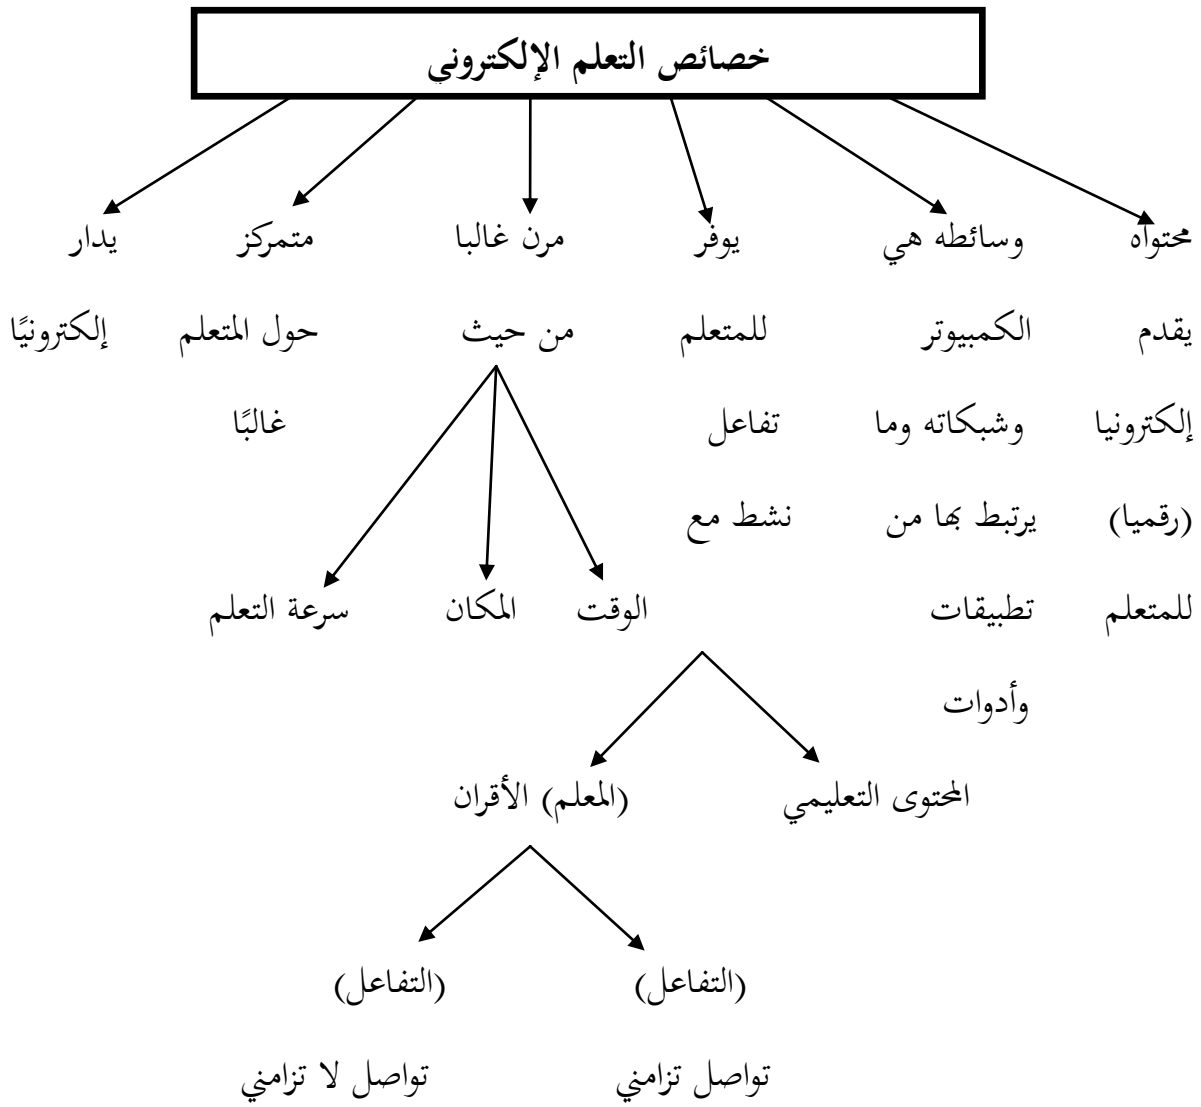 خصائص التعلم الإلكتروني
محتواه
يقدم
إلكترونيا
(رقميا)
للمتعلم
وسائطه هي
الكمبيوتر
وشبكاته وما
يرتبط بها من
تطبيقات
وأدوات
يوفر
للمتعلم
تفاعل
نشط مع
مرن غالبا
من حيث
متمركز
حول المتعلم
غالبًا
يدار
إلكترونيًا
الوقت
المكان
سرعة التعلم
المحتوى التعليمي
(المعلم) الأقران
(التفاعل)
تواصل تزامني
(التفاعل)
تواصل لا تزامني